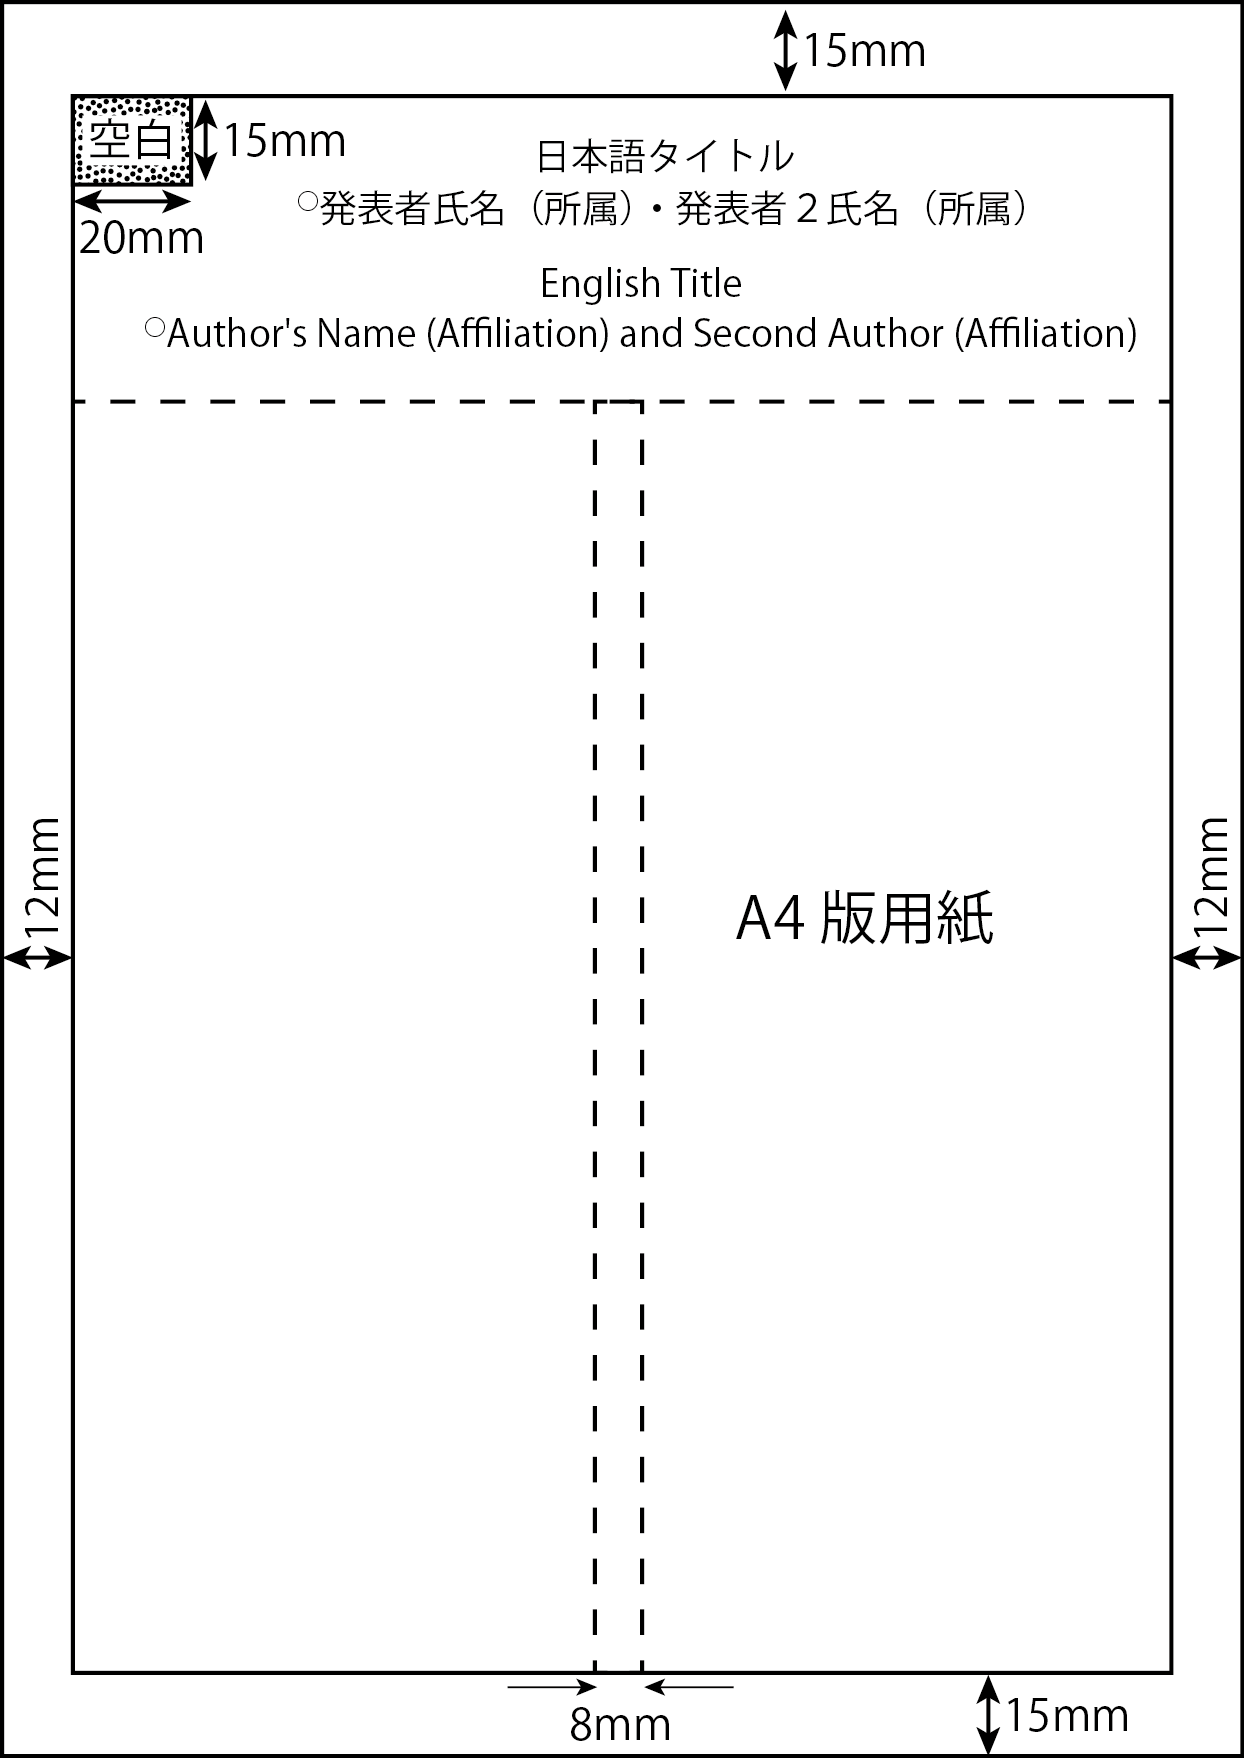 15mm
空白
15mm
20mm
日本語タイトル
○発表者氏名（所属）・発表者２氏名（所属）
English Title
○Author's Name (Affiliation) and Second Author (Affiliation)
12mm
A4 版用紙
12mm
8mm
15mm